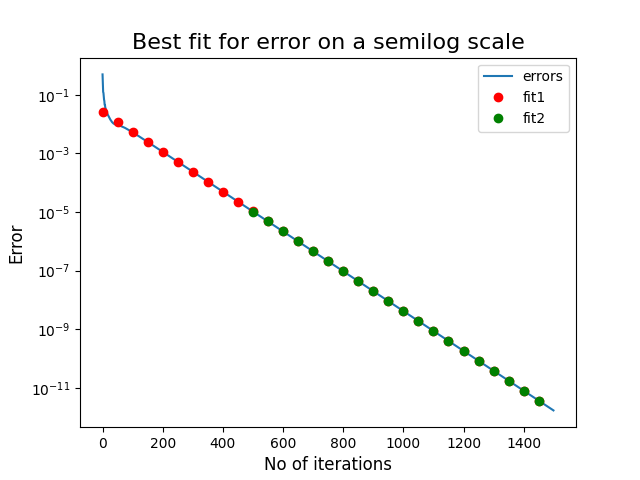 Best fit for error on a semilog scale
errors
fit1
fit2
10⁻¹
10⁻³
10⁻⁵
10⁻⁷
10⁻⁹
10⁻¹¹
Error
0 200 400 600 800 1000 1200 1400
No of iterations